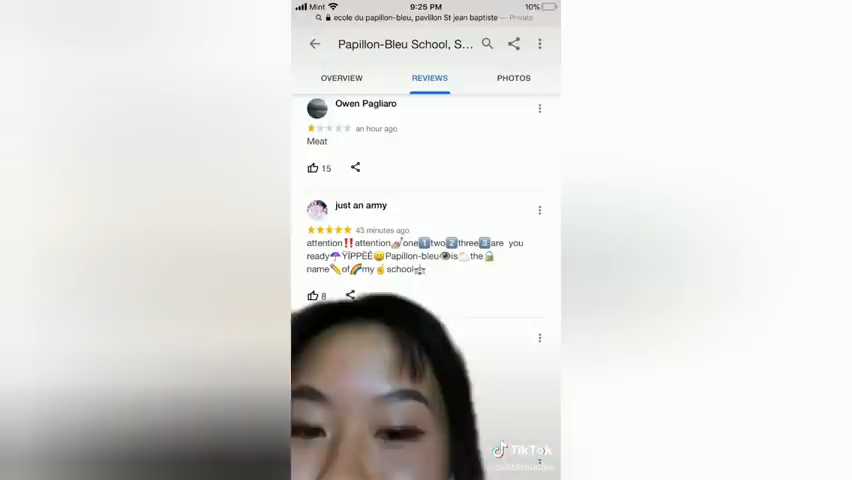 Mint 9:25 PM 10%
ecole du papillon-bleu, pavillon St jean baptiste — Private
Papillon-Bleu School, S...
OVERVIEW REVIEWS PHOTOS
Owen Pagliaro
an hour ago
Meat
15
just an army
43 minutes ago
attention‼️attention💅one1️⃣two2️⃣three3️⃣are you
ready☂️YÏPPÈÊ😄Papillon-bleu👁is🌥the🔒
name✏️of🌈my☝️school🏫
8
TikTok